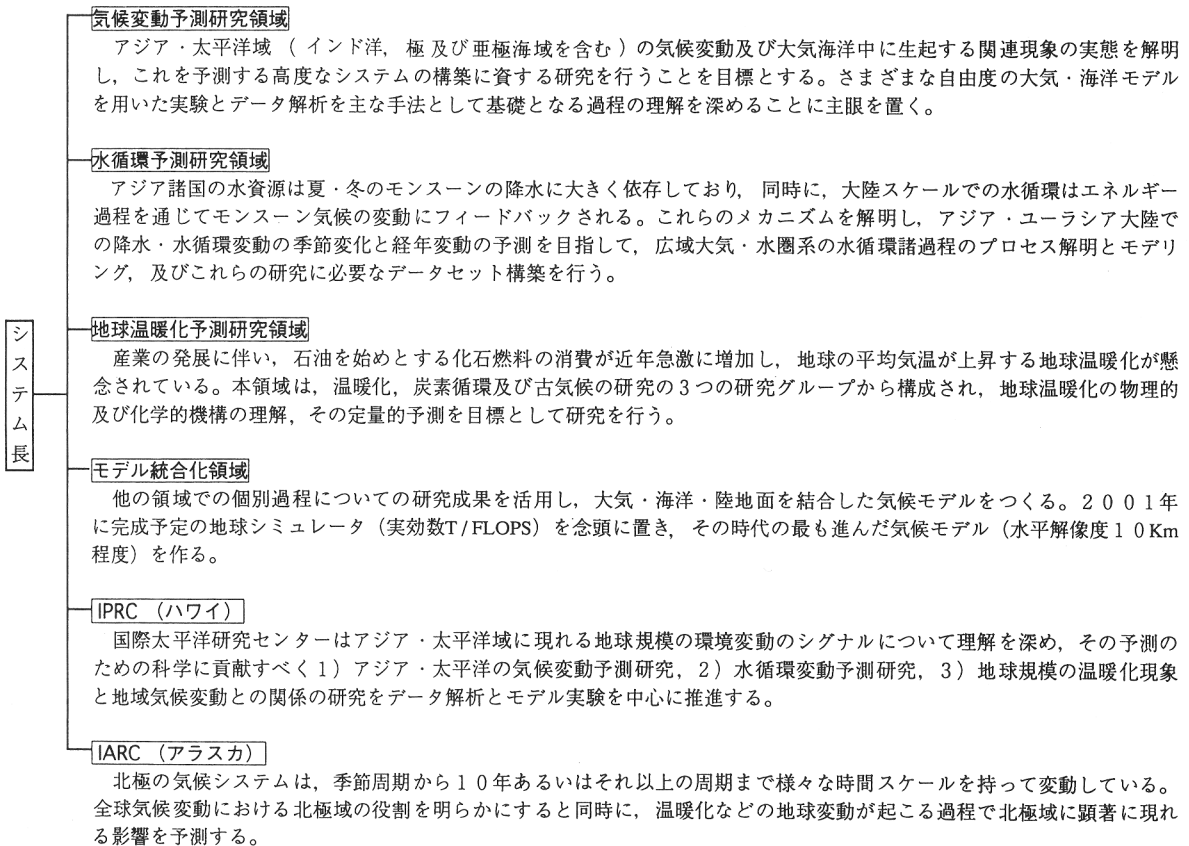 気候変動予測研究領域
アジア・太平洋域 ( インド洋, 極及び亜極海域を含む ) の気候変動及び大気海洋中に生起する関連現象の実態を解明
し, これを予測する高度なシステムの構築に資する研究を行うことを目標とする。さまざまな自由度の大気・海洋モデル
を用いた実験とデータ解析を主な手法として基礎となる過程の理解を深めることに主眼を置く。
水循環予測研究領域
アジア諸国の水資源は夏・冬のモンスーンの降水に大きく依存しており, 同時に, 大陸スケールでの水循環はエネルギー
過程を通じてモンスーン気候の変動にフィードバックされる。これらのメカニズムを解明し, アジア・ユーラシア大陸で
の降水・水循環変動の季節変化と経年変動の予測を目指して, 広域大気・水圏系の水循環諸過程のプロセス解明とモデリ
ング, 及びこれらの研究に必要なデータセット構築を行う。
システム長
地球温暖化予測研究領域
産業の発展に伴い, 石油を始めとする化石燃料の消費が近年急激に増加し, 地球の平均気温が上昇する地球温暖化が懸
念されている。本領域は, 温暖化, 炭素循環及び古気候の研究の3つの研究グループから構成され, 地球温暖化の物理的
及び化学的機構の理解, その定量的予測を目標として研究を行う。
モデル統合化領域
他の領域での個別過程についての研究成果を活用し, 大気・海洋・陸地面を結合した気候モデルをつくる。2001年
に完成予定の地球シミュレータ (実効数T/FLOPS) を念頭に置き, その時代の最も進んだ気候モデル (水平解像度10Km
程度) を作る。
IPRC (ハワイ)
国際太平洋研究センターはアジア・太平洋域に現れる地球規模の環境変動のシグナルについて理解を深め, その予測の
ための科学に貢献すべく1) アジア・太平洋の気候変動予測研究, 2) 水循環変動予測研究, 3) 地球規模の温暖化現象
と地域気候変動との関係の研究をデータ解析とモデル実験を中心に推進する。
IARC (アラスカ)
北極の気候システムは, 季節周期から10年あるいはそれ以上の周期まで様々な時間スケールを持って変動している。
全球気候変動における北極域の役割を明らかにすると同時に, 温暖化などの地球変動が起こる過程で北極域に顕著に現れ
る影響を予測する。